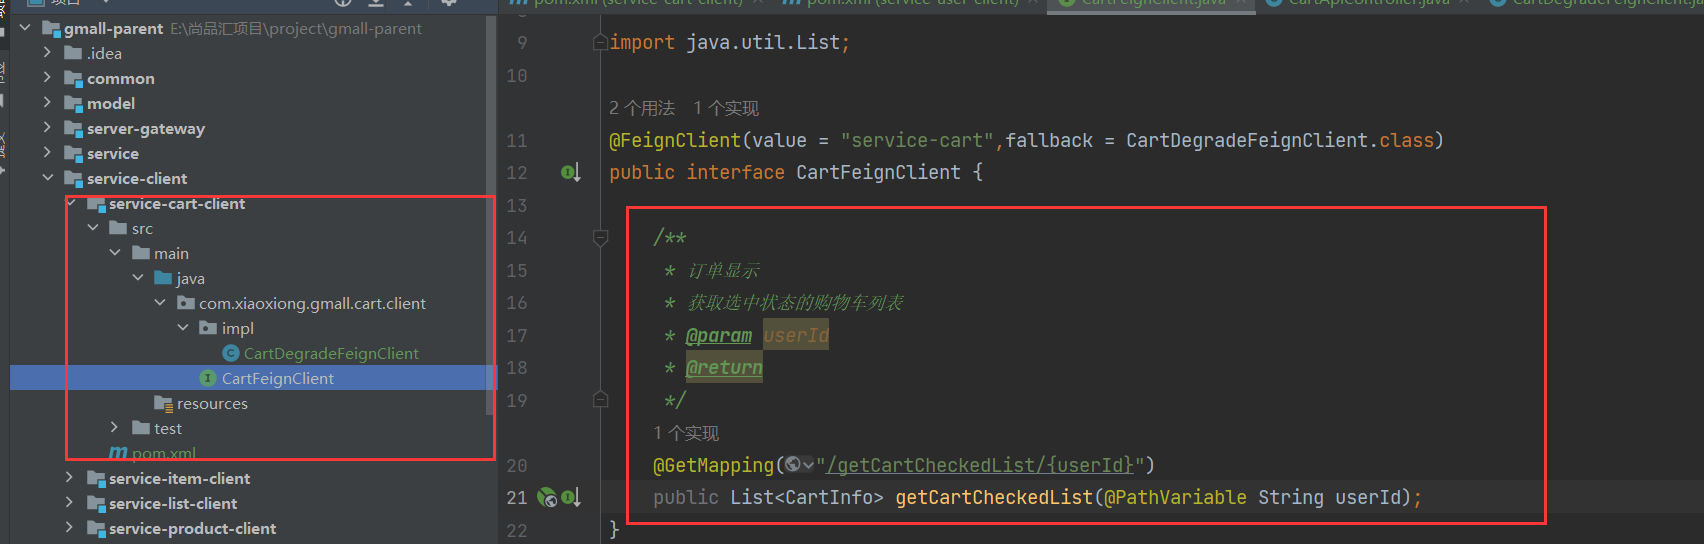 项目
pom.xml (service-cart-client)
pom.xml (service-user-client)
CartFeignClient.java
CartApiController.java
CartDegradeFeignClient.java
gmall-parent E:\尚品汇项目\project\gmall-parent
.idea
common
model
server-gateway
service
service-client
service-cart-client
src
main
java
com.xiaoxiong.gmall.cart.client
impl
CartDegradeFeignClient
CartFeignClient
resources
test
pom.xml
service-item-client
service-list-client
service-product-client
9 import java.util.List;
10
2 个用法 1 个实现
11 @FeignClient(value = "service-cart",fallback = CartDegradeFeignClient.class)
12 public interface CartFeignClient {
13
14 /**
15 * 订单显示
16 * 获取选中状态的购物车列表
17 * @param userId
18 * @return
19 */
1 个实现
20 @GetMapping("/getCartCheckedList/{userId}")
21 public List<CartInfo> getCartCheckedList(@PathVariable String userId);
22 }